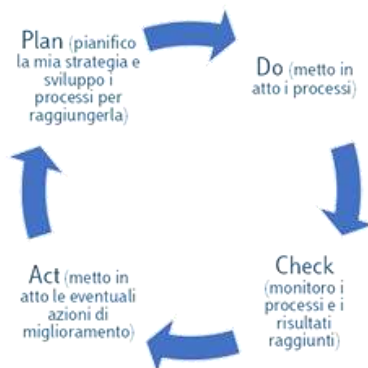 Plan (pianifico
la mia strategia e
sviluppo i
processi per
raggiungerla)
Do (metto in
atto i processi)
Check
(monitoro i
processi e i
risultati
raggiunti)
Act (metto in
atto le eventuali
azioni di
miglioramento)